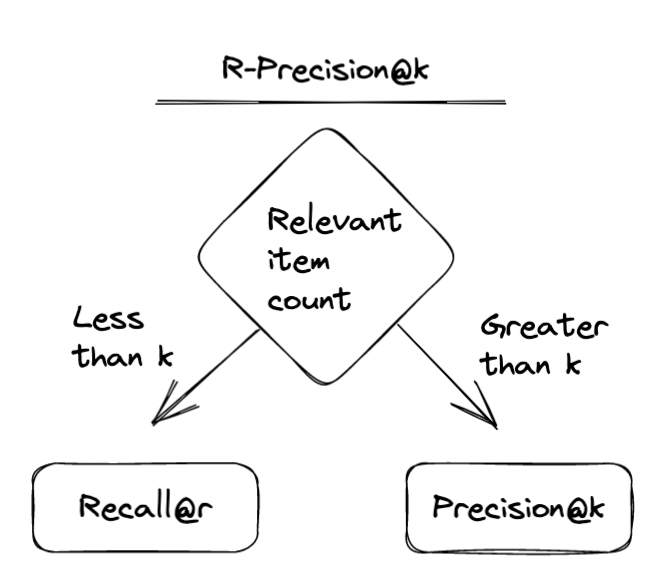 R-Precision@k
Relevant
item
count
Less
than k
Greater
than k
Recall@r
Precision@k